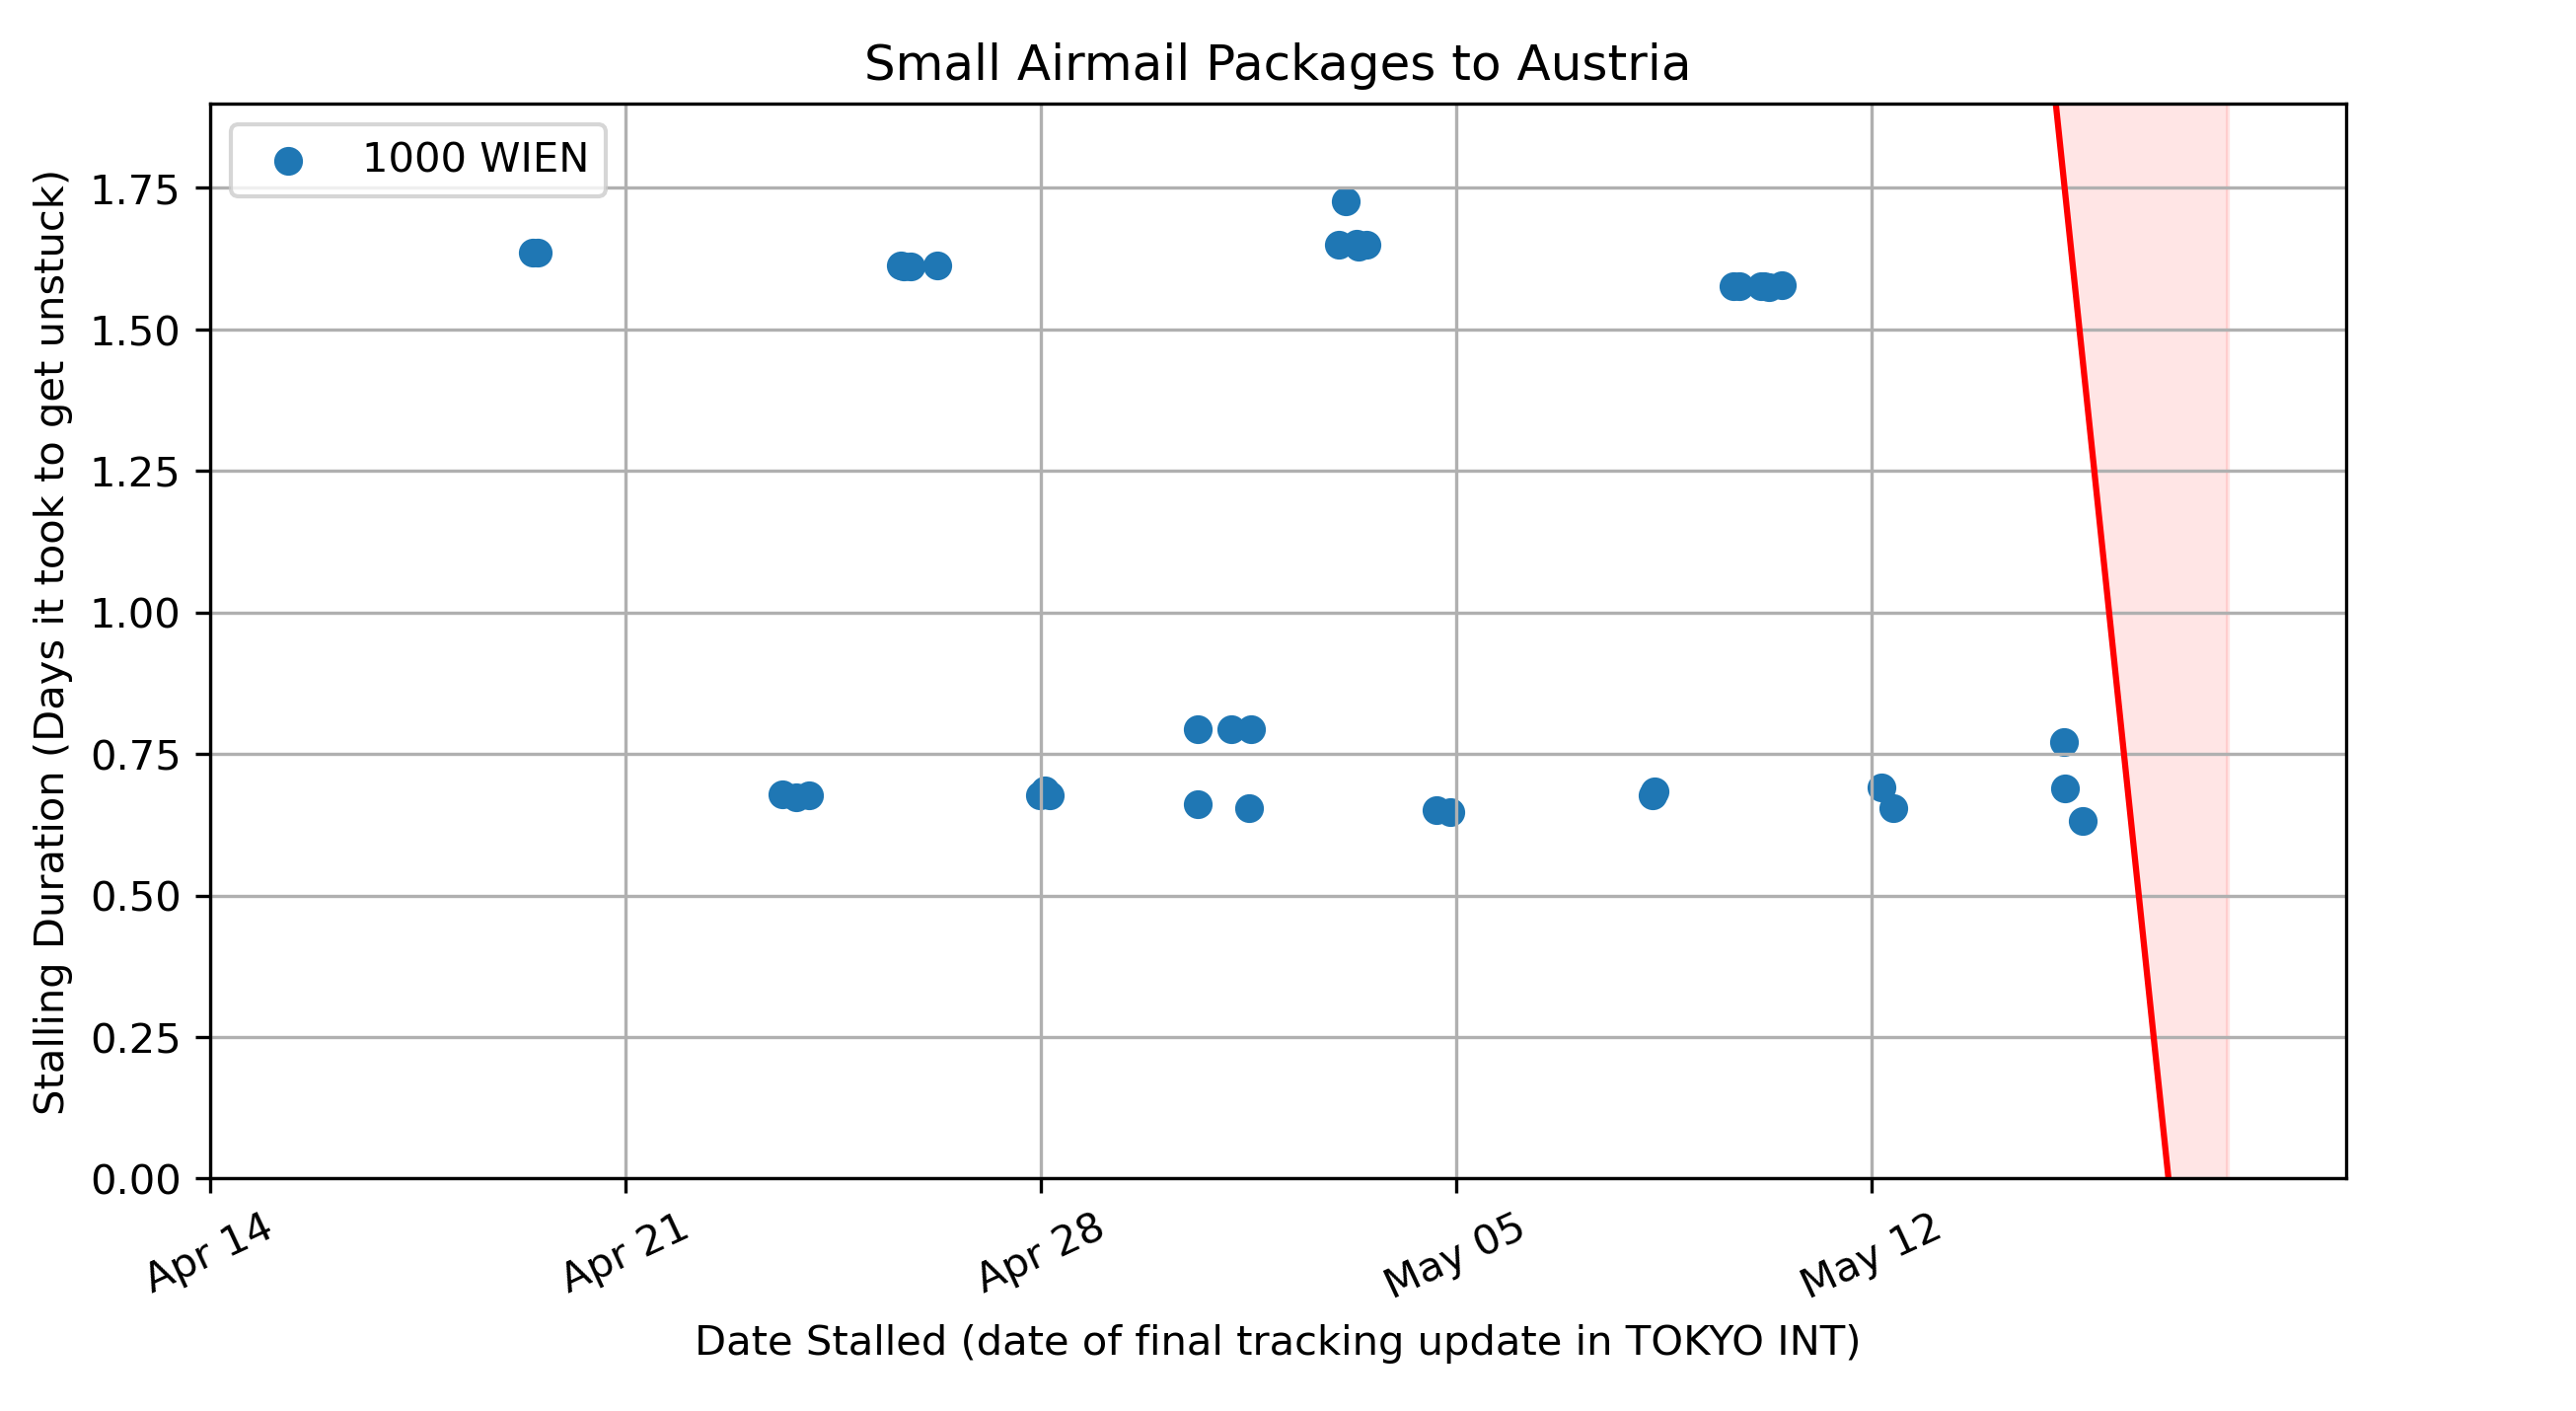 Small Airmail Packages to Austria
1000 WIEN
Stalling Duration (Days it took to get unstuck)
1.75
1.50
1.25
1.00
0.75
0.50
0.25
0.00
Apr 14
Apr 21
Apr 28
May 05
May 12
Date Stalled (date of final tracking update in TOKYO INT)